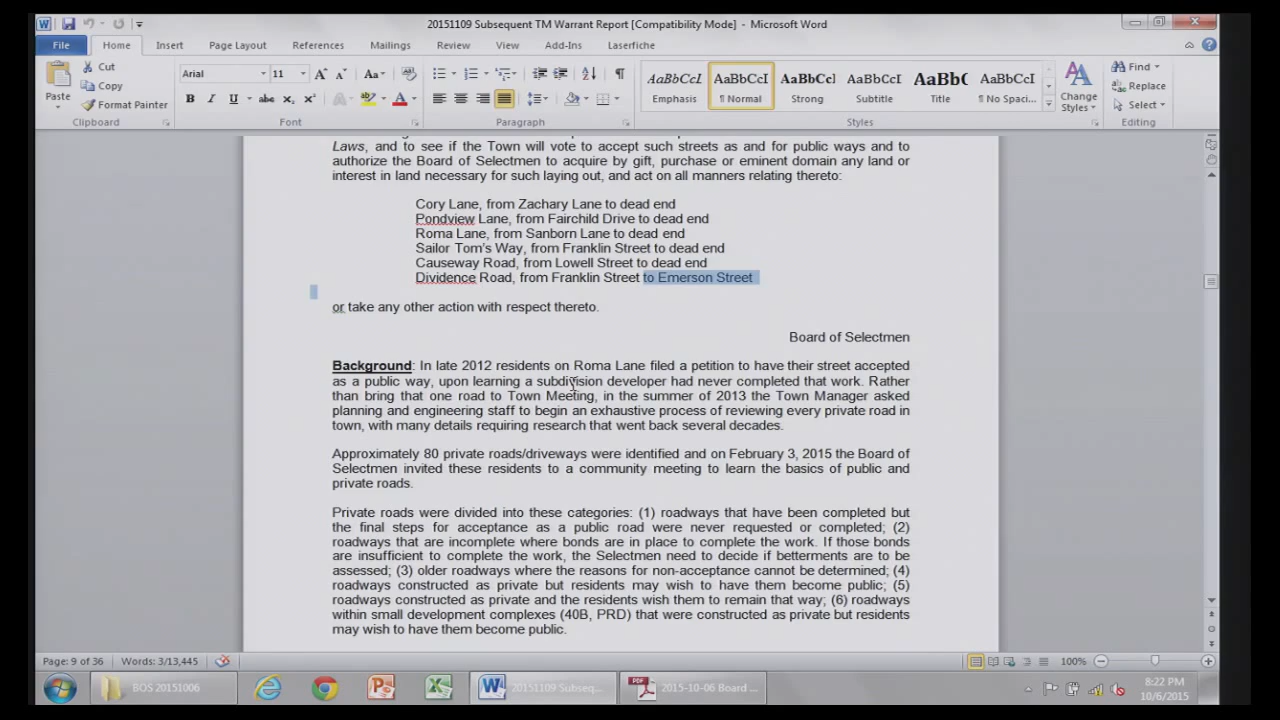 20151109 Subsequent TM Warrant Report [Compatibility Mode] - Microsoft Word
File Home Insert Page Layout References Mailings Review View Add-Ins Laserfiche
Paste Cut Copy Format Painter
Arial 11
AaBbCcI AaBbCcI AaBbCcI AaBbCcI AaBb( AaBbCcI
Emphasis ¶ Normal Strong Subtitle Title ¶ No Spaci...
Change Styles
Find Replace Select
Clipboard Font Paragraph Styles Editing
Laws, and to see if the Town will vote to accept such streets as and for public ways and to
authorize the Board of Selectmen to acquire by gift, purchase or eminent domain any land or
interest in land necessary for such laying out, and act on all manners relating thereto:
Cory Lane, from Zachary Lane to dead end
Pondview Lane, from Fairchild Drive to dead end
Roma Lane, from Sanborn Lane to dead end
Sailor Tom's Way, from Franklin Street to dead end
Causeway Road, from Lowell Street to dead end
Dividence Road, from Franklin Street to Emerson Street
or take any other action with respect thereto.
Board of Selectmen
Background: In late 2012 residents on Roma Lane filed a petition to have their street accepted
as a public way, upon learning a subdivision developer had never completed that work. Rather
than bring that one road to Town Meeting, in the summer of 2013 the Town Manager asked
planning and engineering staff to begin an exhaustive process of reviewing every private road in
town, with many details requiring research that went back several decades.
Approximately 80 private roads/driveways were identified and on February 3, 2015 the Board of
Selectmen invited these residents to a community meeting to learn the basics of public and
private roads.
Private roads were divided into these categories: (1) roadways that have been completed but
the final steps for acceptance as a public road were never requested or completed; (2)
roadways that are incomplete where bonds are in place to complete the work. If those bonds
are insufficient to complete the work, the Selectmen need to decide if betterments are to be
assessed; (3) older roadways where the reasons for non-acceptance cannot be determined; (4)
roadways constructed as private but residents may wish to have them become public; (5)
roadways constructed as private and the residents wish them to remain that way; (6) roadways
within small development complexes (40B, PRD) that were constructed as private but residents
may wish to have them become public.
Page: 9 of 36 Words: 3/13,445 100%
BOS 20151006 20151109 Subseq... 2015-10-06 Board ...
8:22 PM
10/6/2015